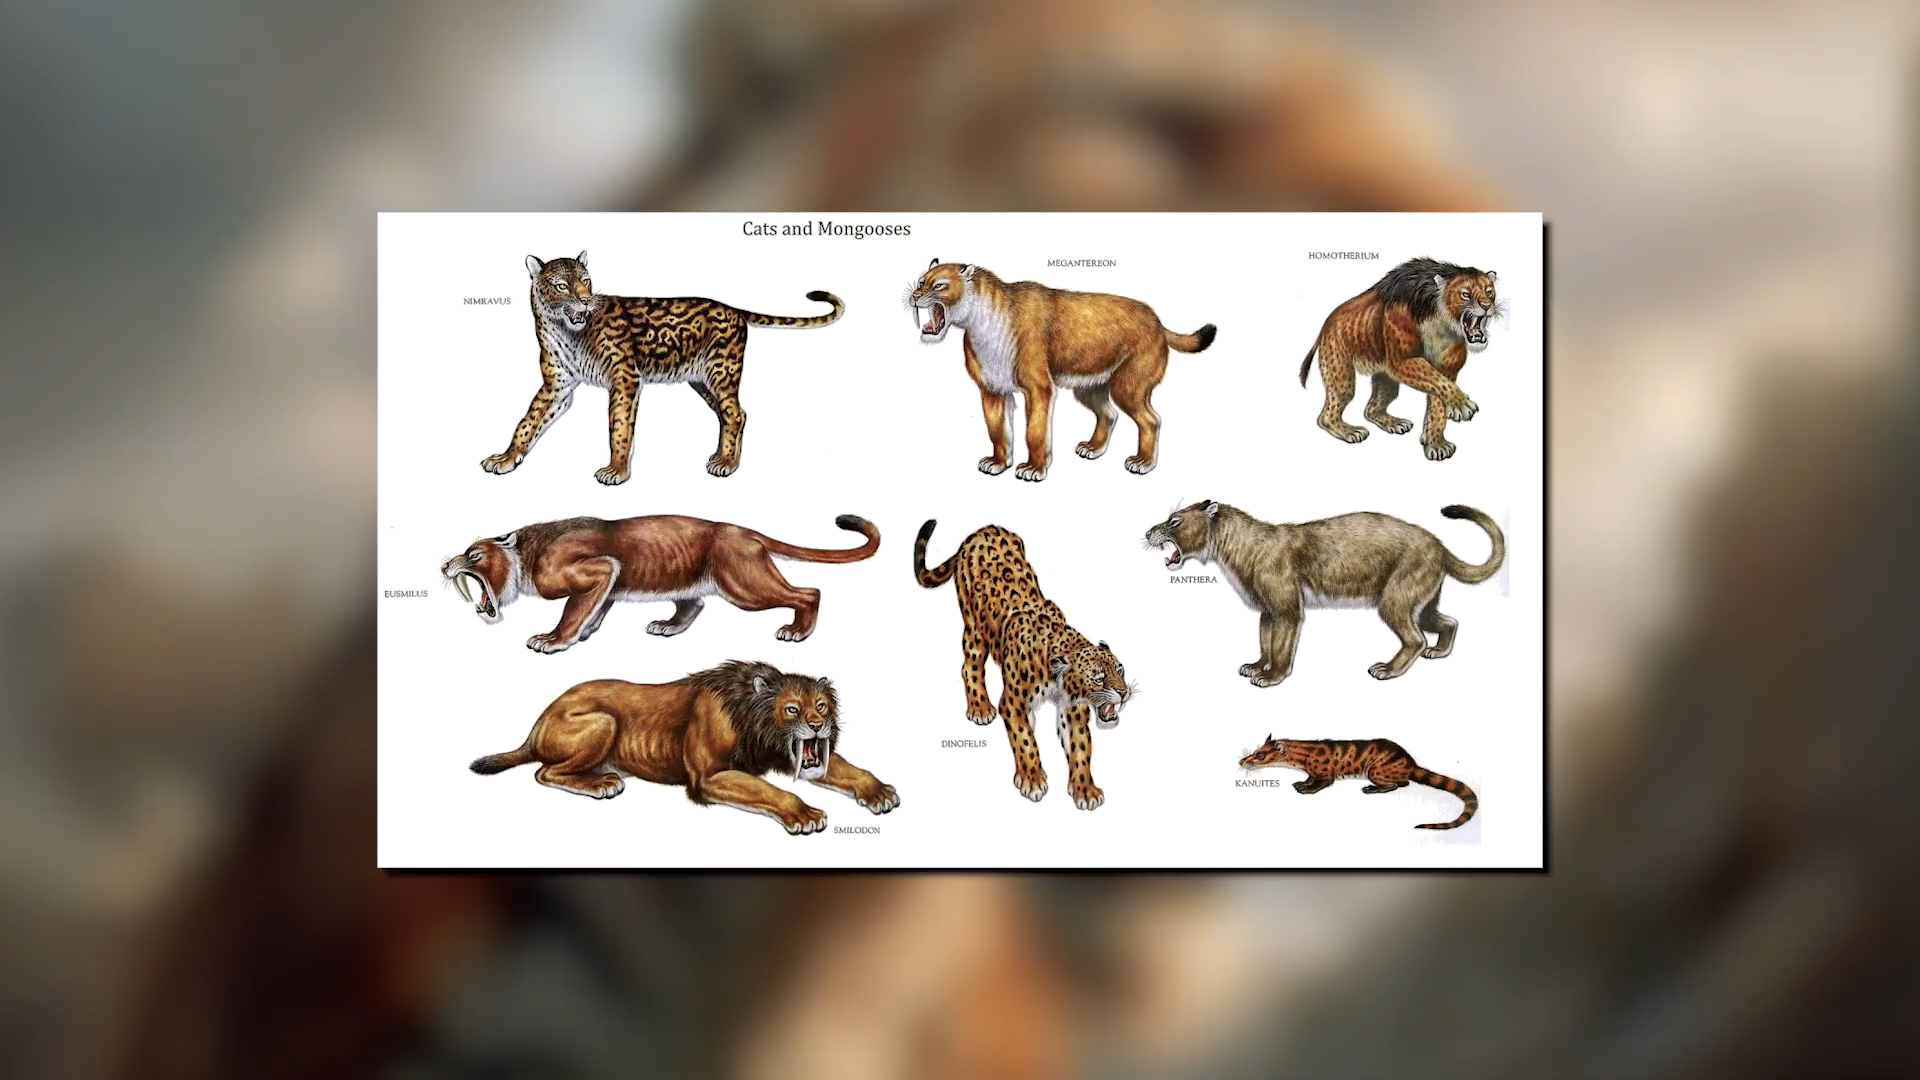 Cats and Mongooses
NIMRAVUS
MEGANTEREON
HOMOTHERIUM
EUSMILUS
DINOFELIS
PANTHERA
SMILODON
KANUITES